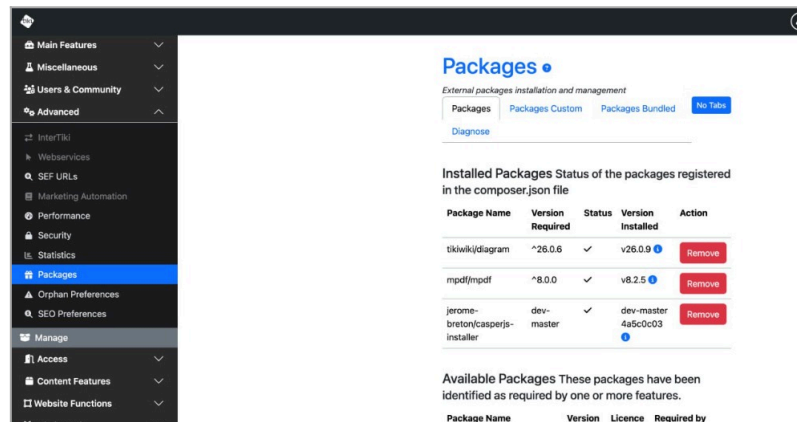 Main Features
Miscellaneous
Users & Community
Advanced
InterTiki
Webservices
SEF URLs
Marketing Automation
Performance
Security
Statistics
Packages
Orphan Preferences
SEO Preferences
Manage
Access
Content Features
Website Functions
Packages
External packages installation and management
Packages Packages Custom Packages Bundled No Tabs
Diagnose
Installed Packages Status of the packages registered
in the composer.json file
Package Name Version Status Version Action
Required Installed
tikiwiki/diagram ^26.0.6 v26.0.9 Remove
mpdf/mpdf ^8.0.0 v8.2.5 Remove
jerome- dev- dev-master Remove
breton/casperjs- master 4a5c0c03
installer
Available Packages These packages have been
identified as required by one or more features.
Package Name Version Licence Required by